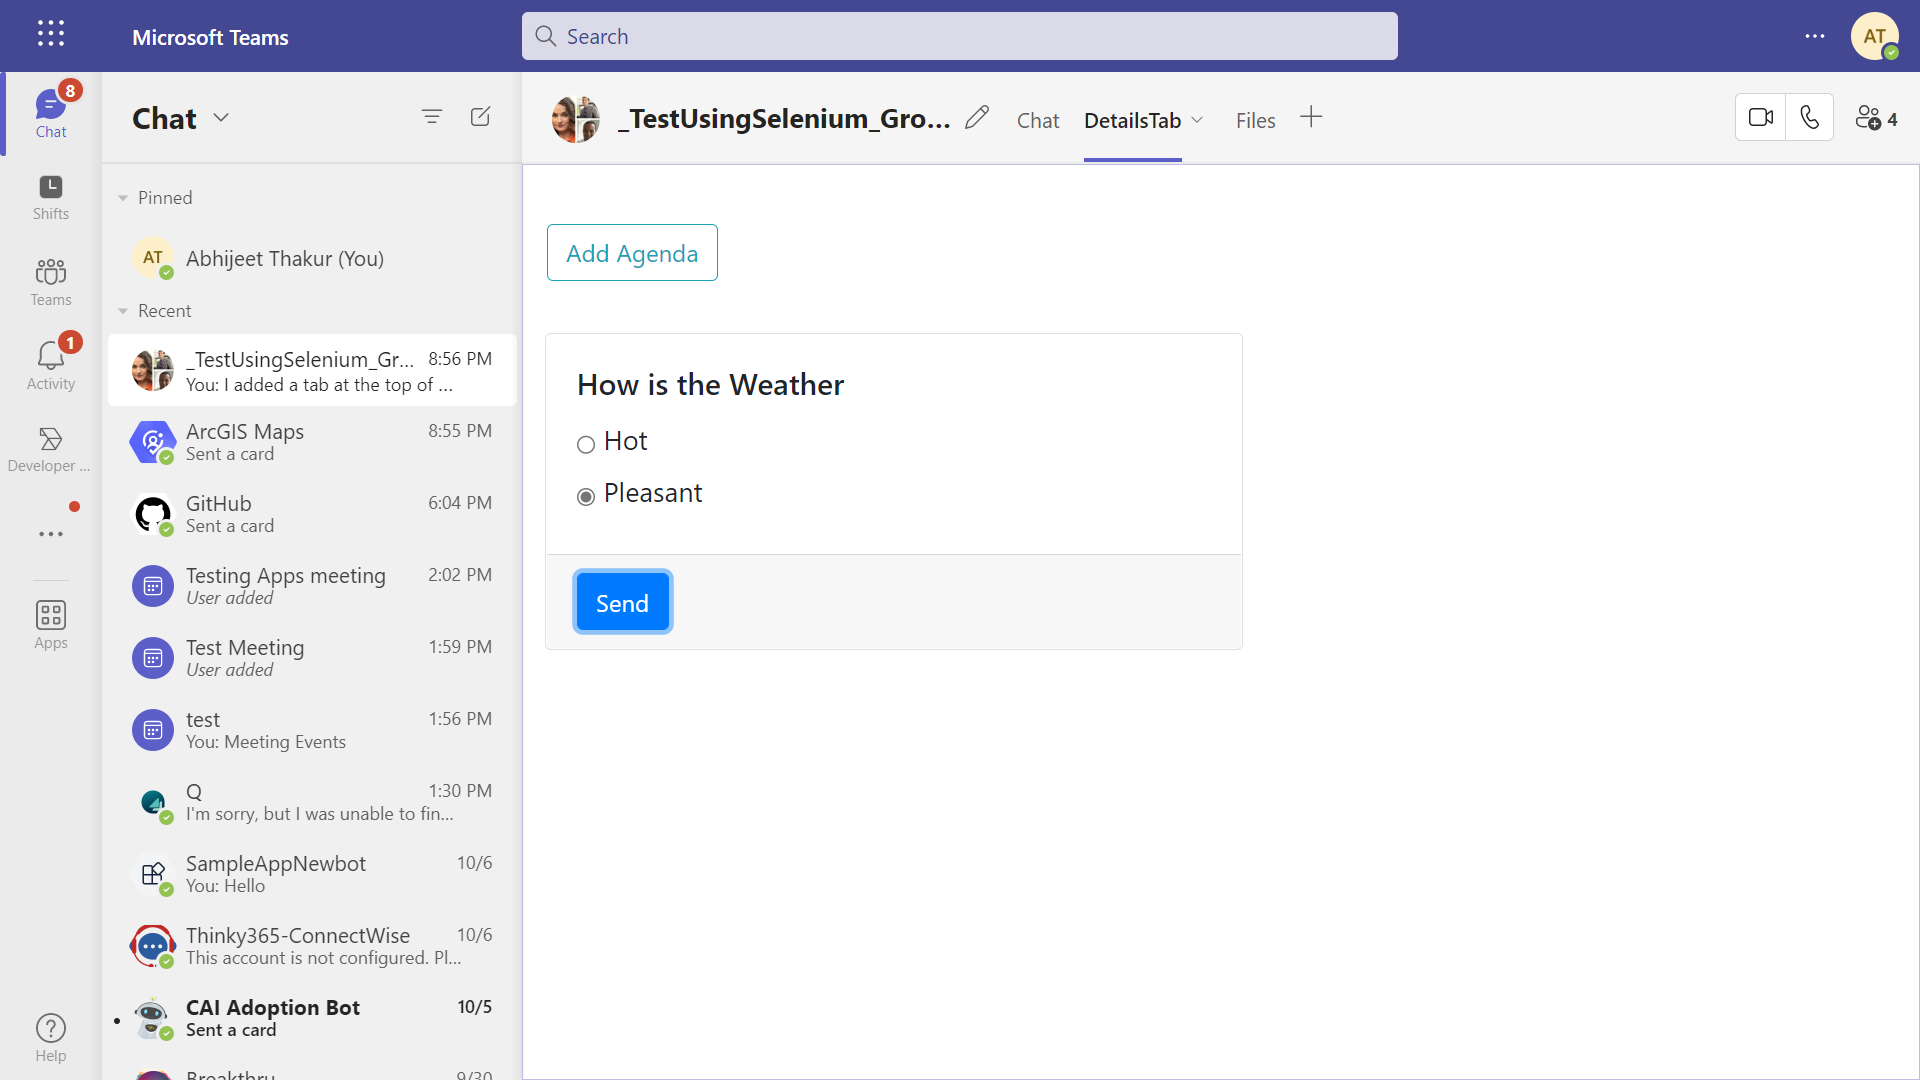 Microsoft Teams
Search
AT
8
Chat
Shifts
Teams
1
Activity
Developer ...
Apps
Help
Chat
Pinned
AT
Abhijeet Thakur (You)
Recent
_TestUsingSelenium_Gr... 8:56 PM
You: I added a tab at the top of ...
ArcGIS Maps 8:55 PM
Sent a card
GitHub 6:04 PM
Sent a card
Testing Apps meeting 2:02 PM
User added
Test Meeting 1:59 PM
User added
test 1:56 PM
You: Meeting Events
Q 1:30 PM
I'm sorry, but I was unable to fin...
SampleAppNewbot 10/6
You: Hello
Thinky365-ConnectWise 10/6
This account is not configured. Pl...
CAI Adoption Bot 10/5
Sent a card
Breakthru 9/30
_TestUsingSelenium_Gro... Chat DetailsTab Files 4
Add Agenda
How is the Weather
Hot
Pleasant
Send